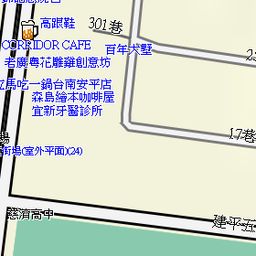 高跟鞋
301巷
CORRIDOR CAFE
百年大墅
老廣粵花雕雞創意坊
馬吃一鍋台南安平店
森島繪本咖啡屋
宜新牙醫診所
17巷
街場(室外平面)(24)
慈濟高中
建平五